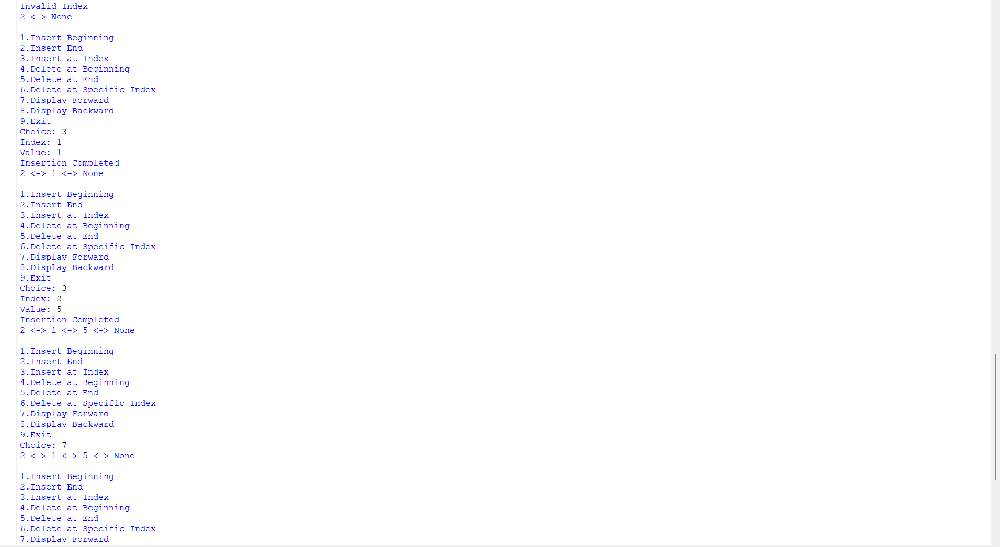 Invalid Index
2 <-> None
1.Insert Beginning
2.Insert End
3.Insert at Index
4.Delete at Beginning
5.Delete at End
6.Delete at Specific Index
7.Display Forward
8.Display Backward
9.Exit
Choice: 3
Index: 1
Value: 1
Insertion Completed
2 <-> 1 <-> None
1.Insert Beginning
2.Insert End
3.Insert at Index
4.Delete at Beginning
5.Delete at End
6.Delete at Specific Index
7.Display Forward
8.Display Backward
9.Exit
Choice: 3
Index: 2
Value: 5
Insertion Completed
2 <-> 1 <-> 5 <-> None
1.Insert Beginning
2.Insert End
3.Insert at Index
4.Delete at Beginning
5.Delete at End
6.Delete at Specific Index
7.Display Forward
8.Display Backward
9.Exit
Choice: 7
2 <-> 1 <-> 5 <-> None
1.Insert Beginning
2.Insert End
3.Insert at Index
4.Delete at Beginning
5.Delete at End
6.Delete at Specific Index
7.Display Forward